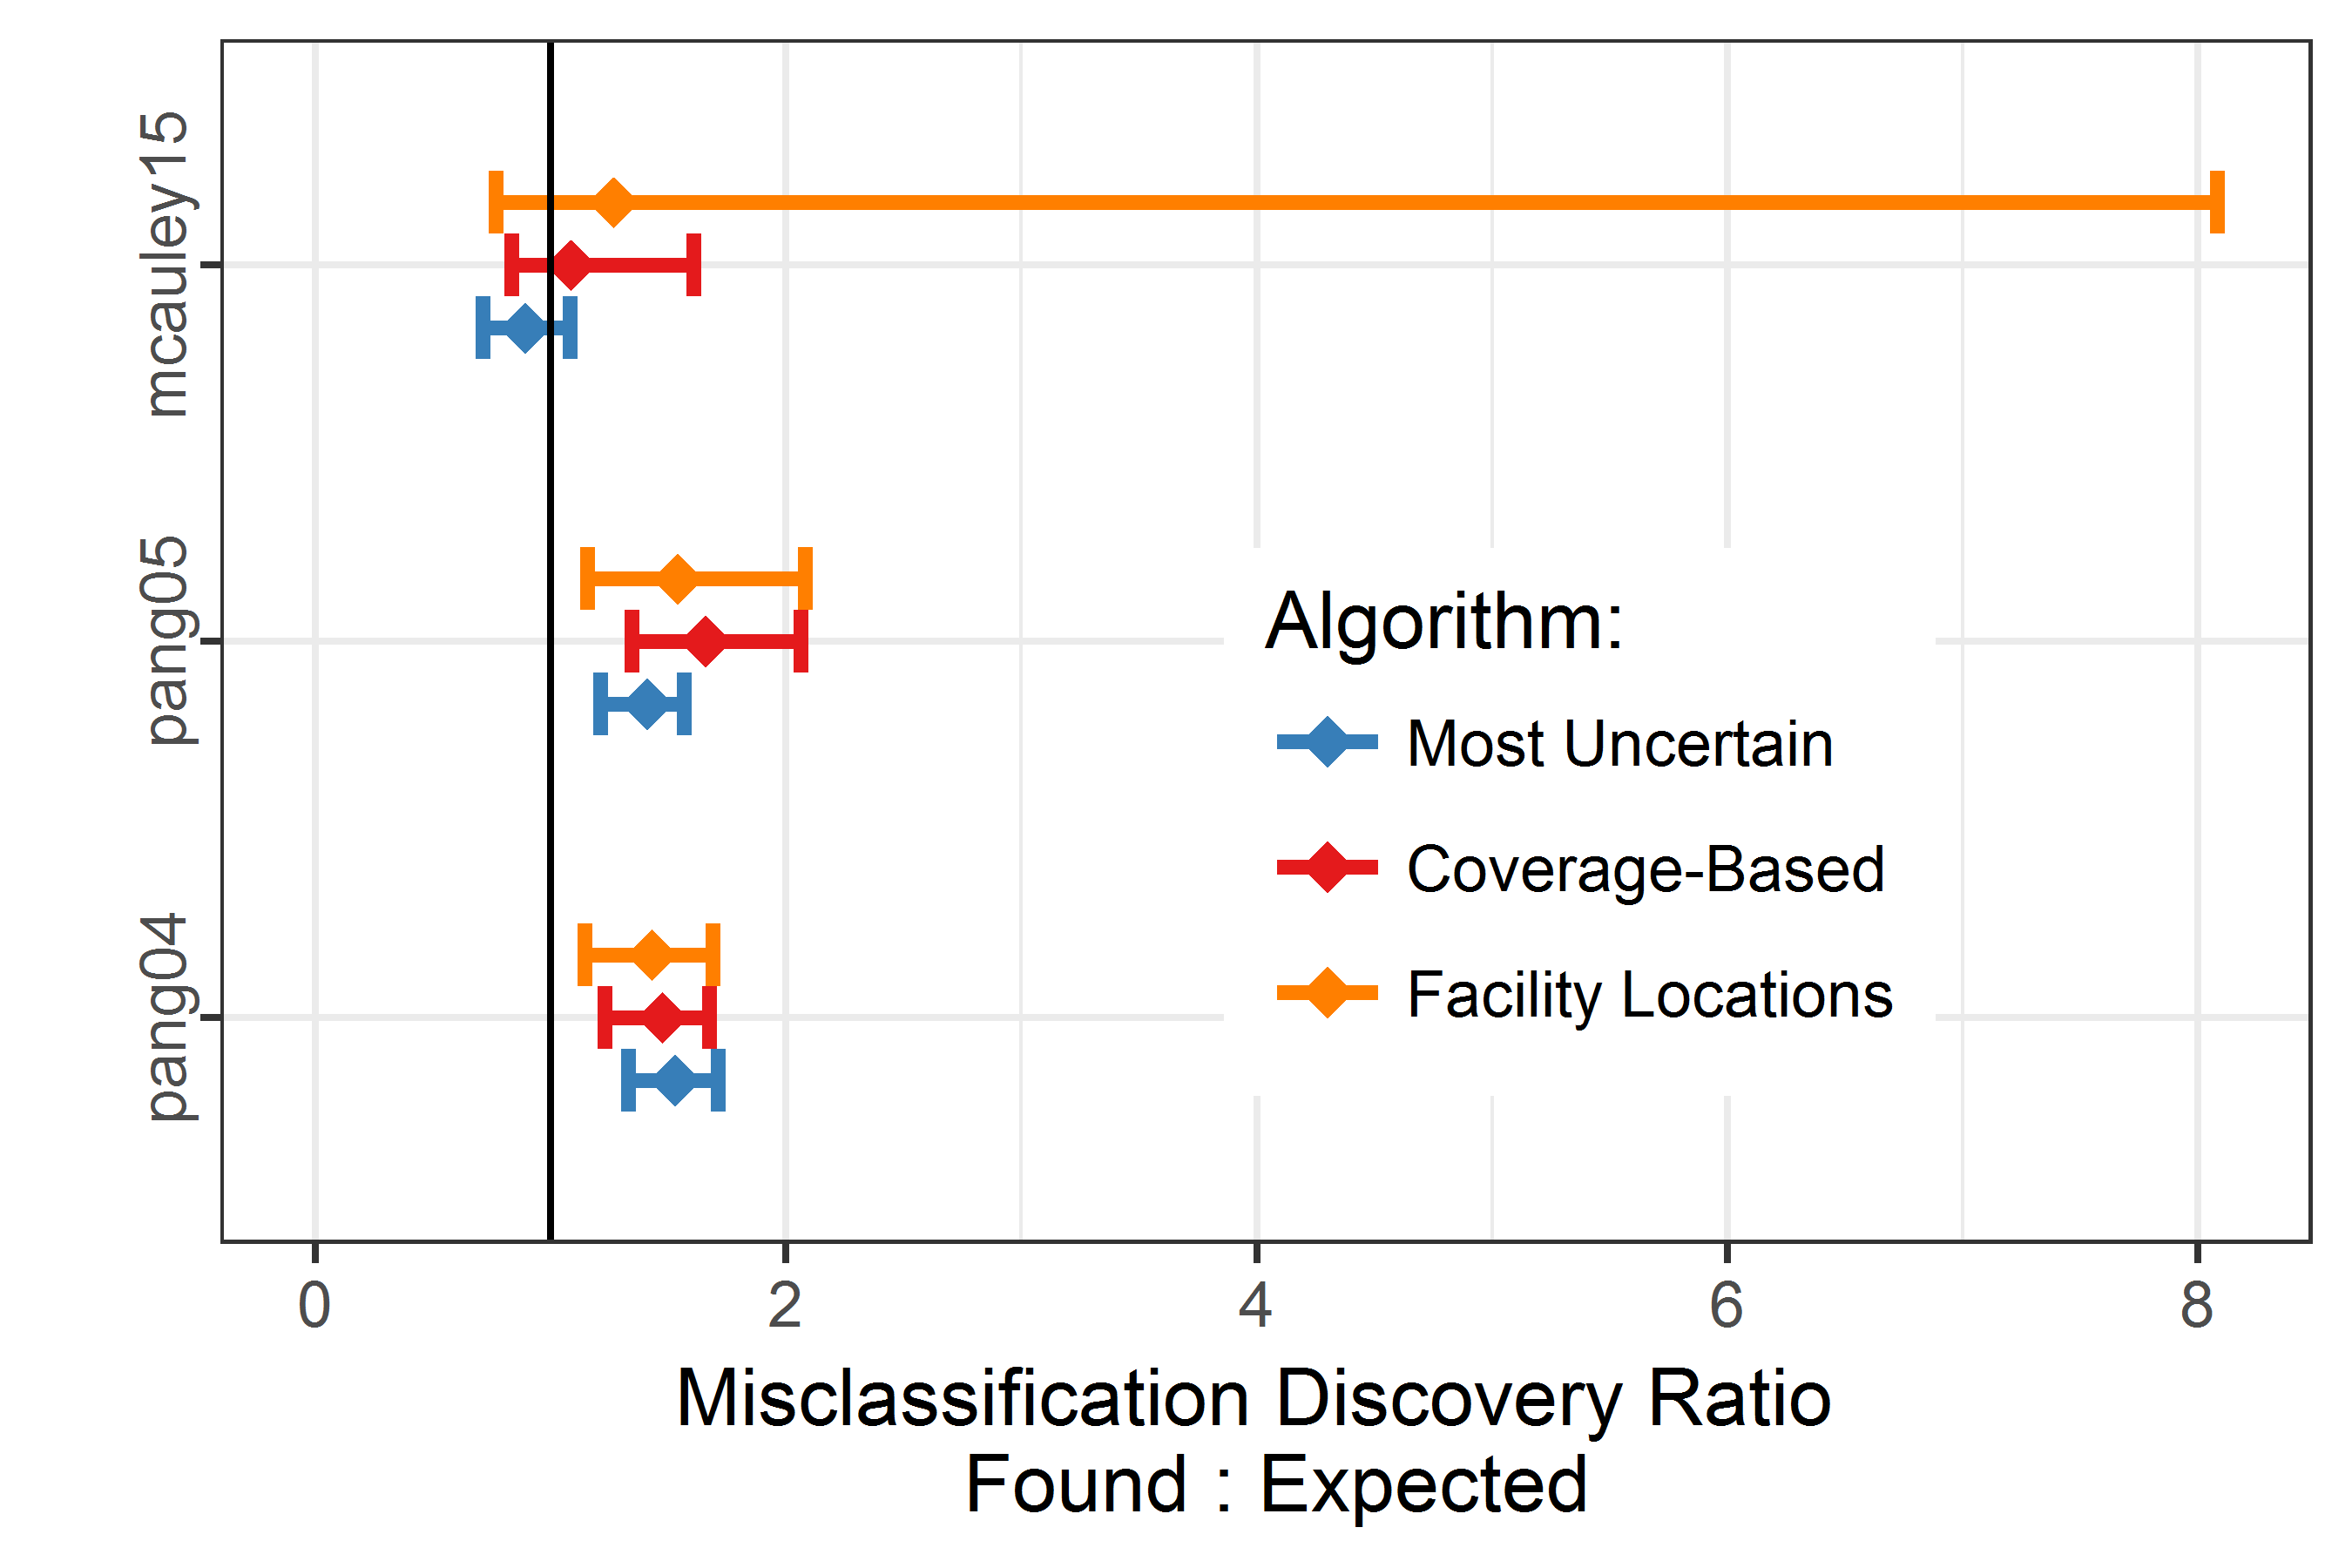 mcauley15
pang05
pang04
Algorithm:
Most Uncertain
Coverage-Based
Facility Locations
0 2 4 6 8
Misclassification Discovery Ratio
Found : Expected